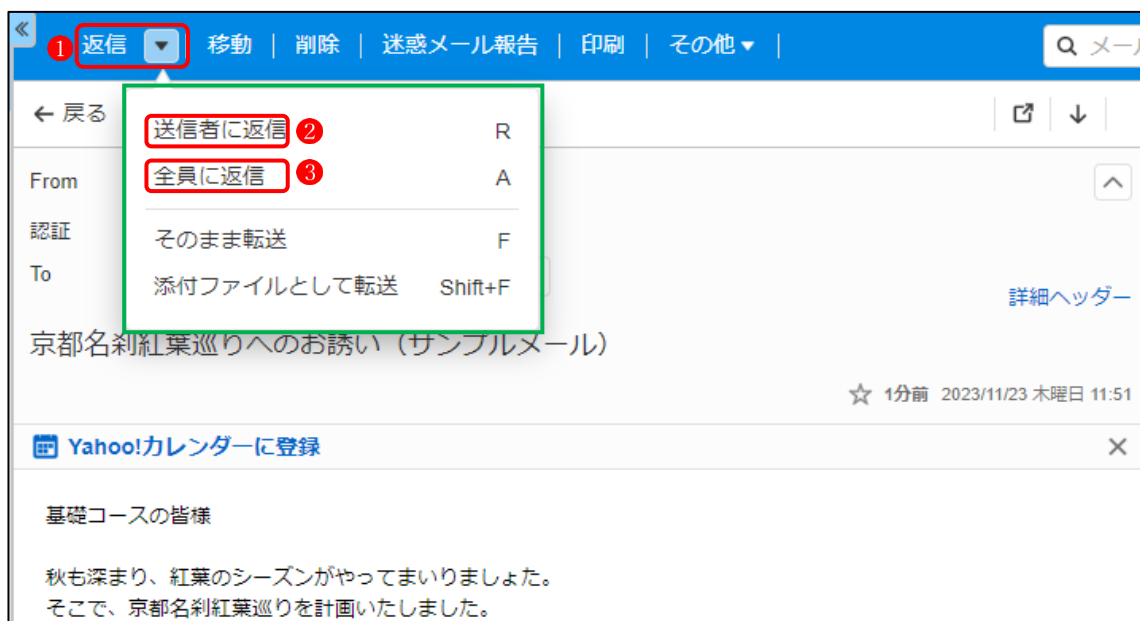 «
❶ 返信 ▼ 移動 | 削除 | 迷惑メール報告 | 印刷 | その他▼ | メール
← 戻る
送信者に返信 ❷ R
全員に返信 ❸ A
From
認証
そのまま転送 F
To
添付ファイルとして転送 Shift+F
詳細ヘッダー
京都名刹紅葉巡りへのお誘い（サンプルメール）
☆ 1分前 2023/11/23 木曜日 11:51
Yahoo!カレンダーに登録 ×
基礎コースの皆様
秋も深まり、紅葉のシーズンがやってまいりましょた。
そこで、京都名刹紅葉巡りを計画いたしました。